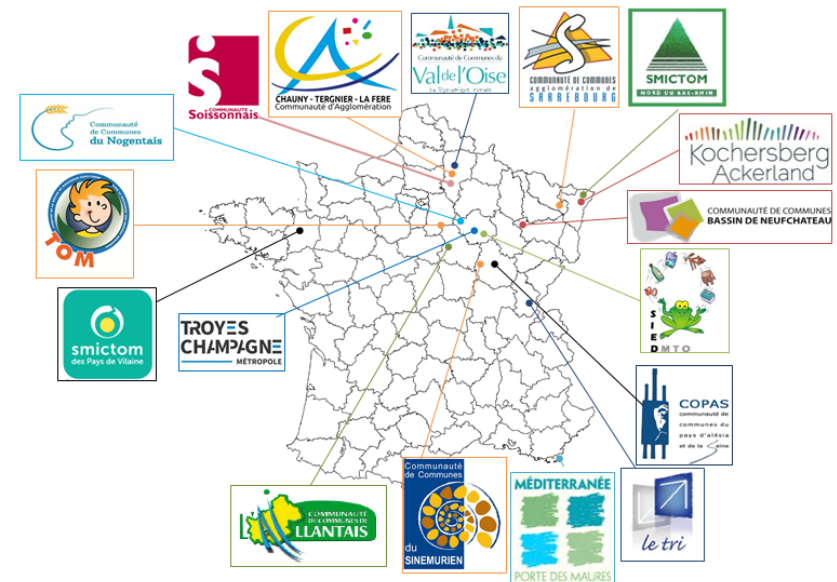 COMMUNAUTÉ
Soissonnais
CHAUNY - TERGNIER - LA FERE
Communauté d'Agglomération
Communauté de Communes du
Val de l'Oise
la dynamique rurale
COMMUNAUTÉ DE COMMUNES
agglomération de
SARREBOURG
SMICTOM
NORD DU BAS-RHIN
Communauté
de Communes
du Nogentais
Kochersberg
Ackerland
TOM
COMMUNAUTÉ DE COMMUNES
BASSIN DE NEUFCHATEAU
smictom
des Pays de Vilaine
TROYES
CHAMPAGNE
MÉTROPOLE
SIEDMTO
COPAS
communauté de
communes du
pays d'alésia
et de la Seine
COMMUNAUTÉ
DE COMMUNES DE
L'AILLANTAIS
Communauté
de Communes
du
SINEMURIEN
MÉDITERRANÉE
PORTE DES MAURES
le tri